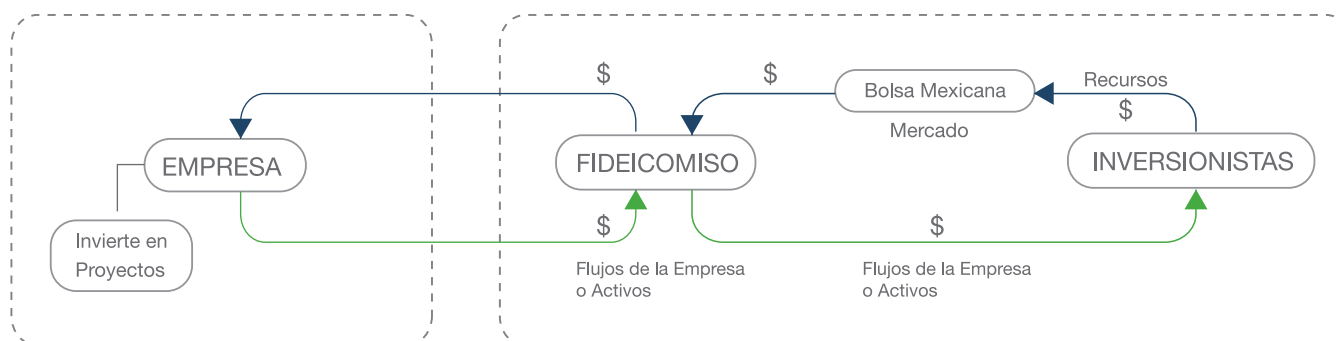 $
$
Bolsa Mexicana
Recursos
$
Mercado
EMPRESA
FIDEICOMISO
INVERSIONISTAS
Invierte en
Proyectos
$
$
Flujos de la Empresa
o Activos
Flujos de la Empresa
o Activos